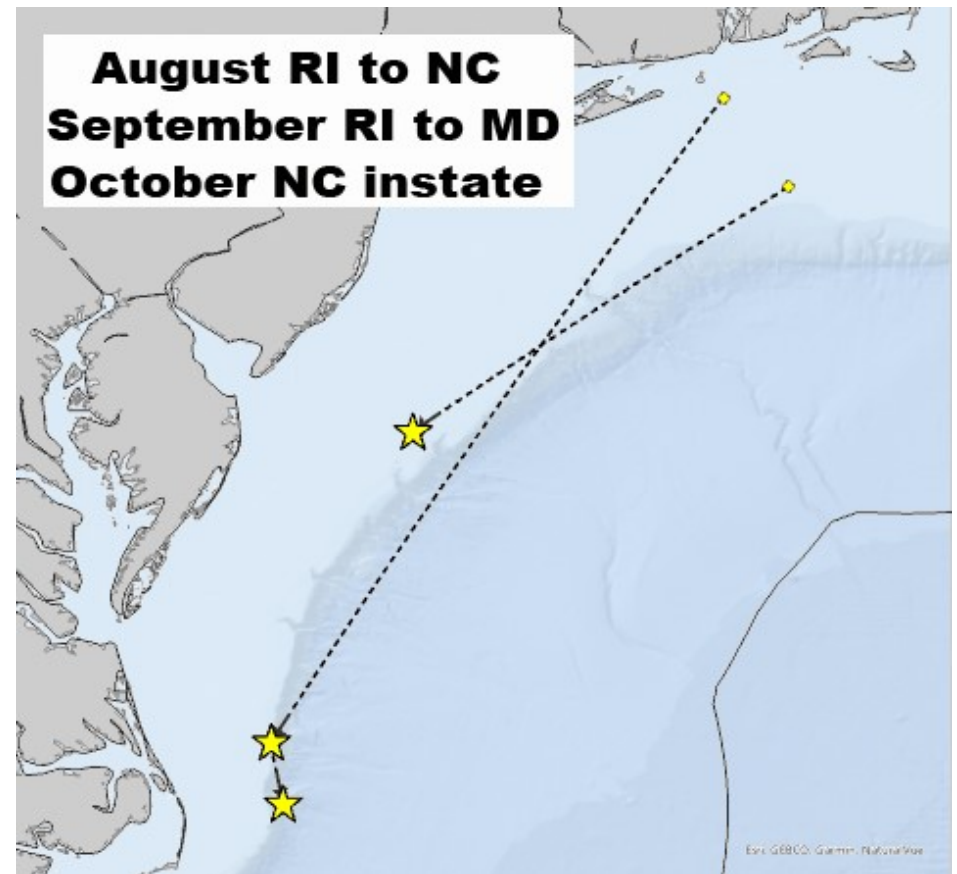 August RI to NC
September RI to MD
October NC instate
Esri, GEBCO, Garmin, NaturalVue